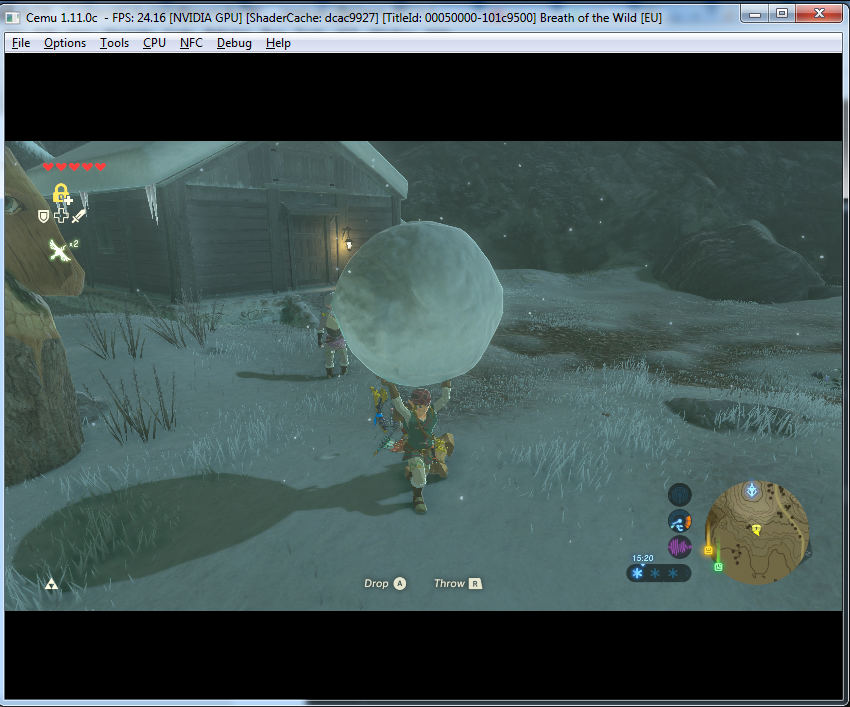 Cemu 1.11.0c - FPS: 24.16 [NVIDIA GPU] [ShaderCache: dcac9927] [TitleId: 00050000-101c9500] Breath of the Wild [EU]
File Options Tools CPU NFC Debug Help
x2
15:20
Drop A Throw R